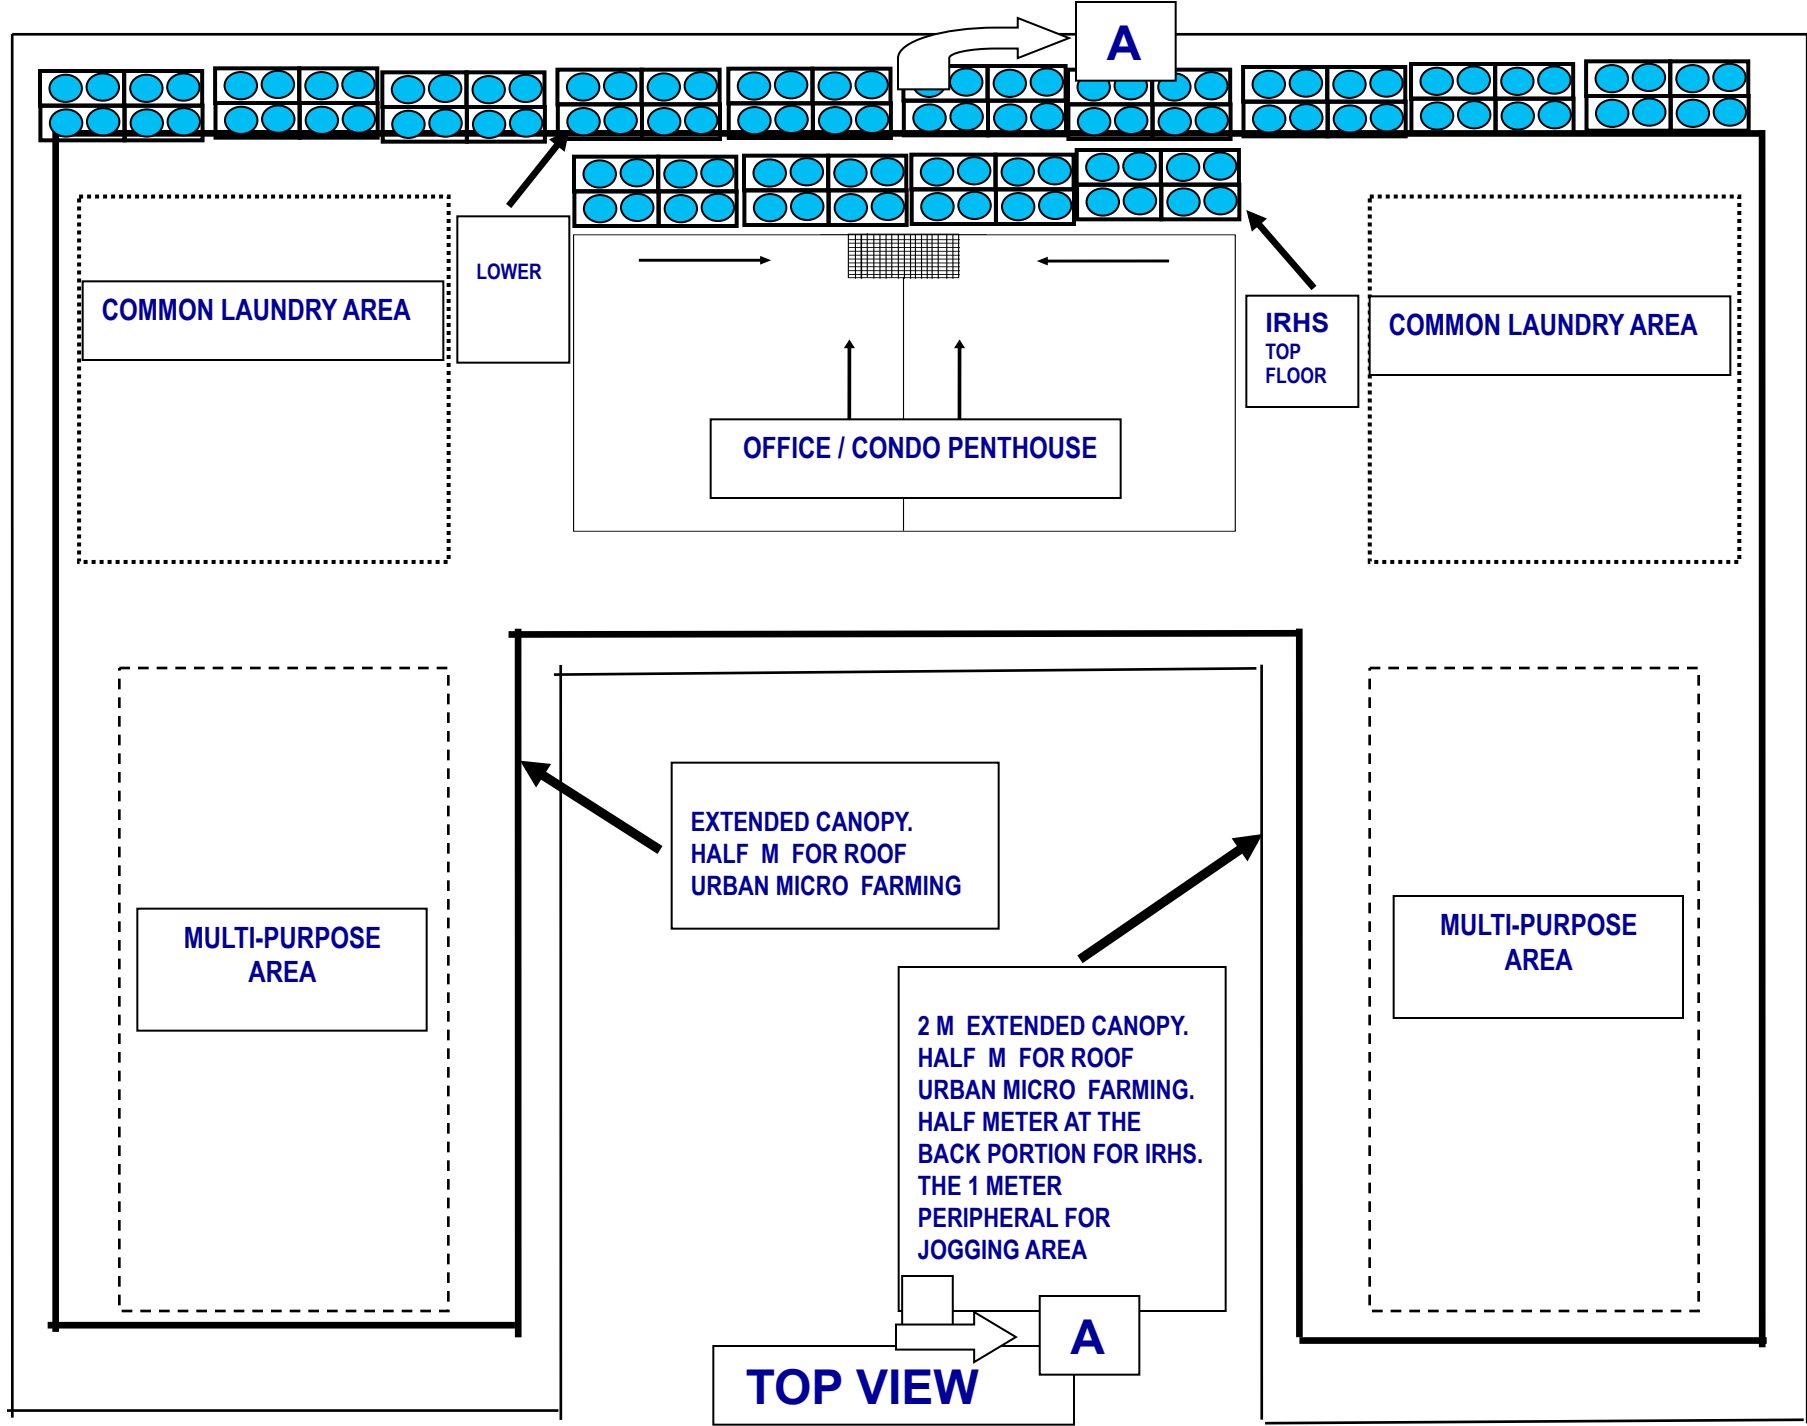 A
LOWER
COMMON LAUNDRY AREA
IRHS
TOP
FLOOR
COMMON LAUNDRY AREA
OFFICE / CONDO PENTHOUSE
EXTENDED CANOPY.
HALF M FOR ROOF
URBAN MICRO FARMING
MULTI-PURPOSE
AREA
MULTI-PURPOSE
AREA
2 M EXTENDED CANOPY.
HALF M FOR ROOF
URBAN MICRO FARMING.
HALF METER AT THE
BACK PORTION FOR IRHS.
THE 1 METER
PERIPHERAL FOR
JOGGING AREA
A
TOP VIEW